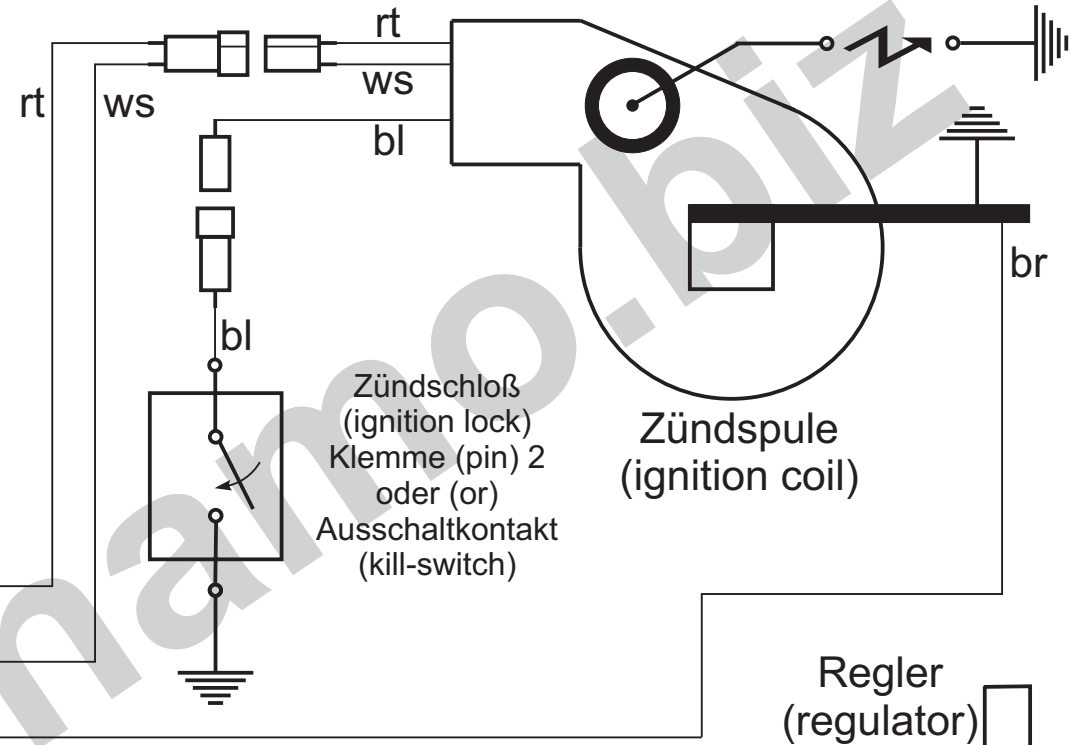 rt
rt
ws
ws
bl
bl
br
Zündschloß
(ignition lock)
Klemme (pin) 2
oder (or)
Ausschaltkontakt
(kill-switch)
Zündspule
(ignition coil)
Regler
(regulator)
namo.biz